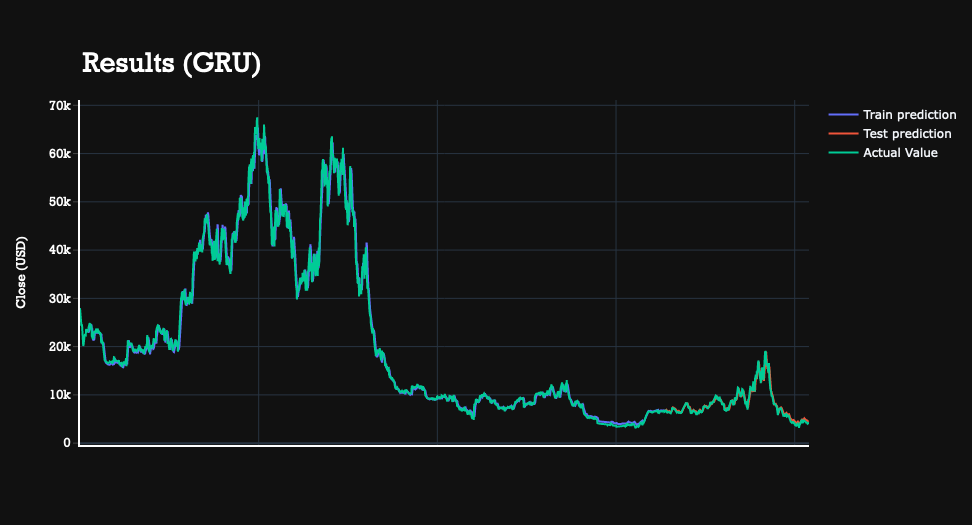 Results (GRU)
70k
60k
50k
40k
30k
20k
10k
0
Close (USD)
Train prediction
Test prediction
Actual Value